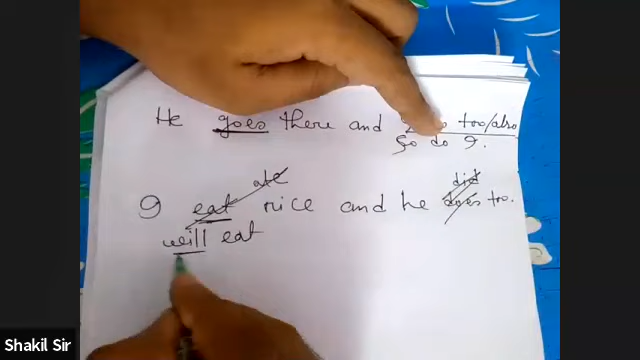 He goes there and too/also
So do I.
ate did
I eat rice and he does too.
will eat
Shakil Sir